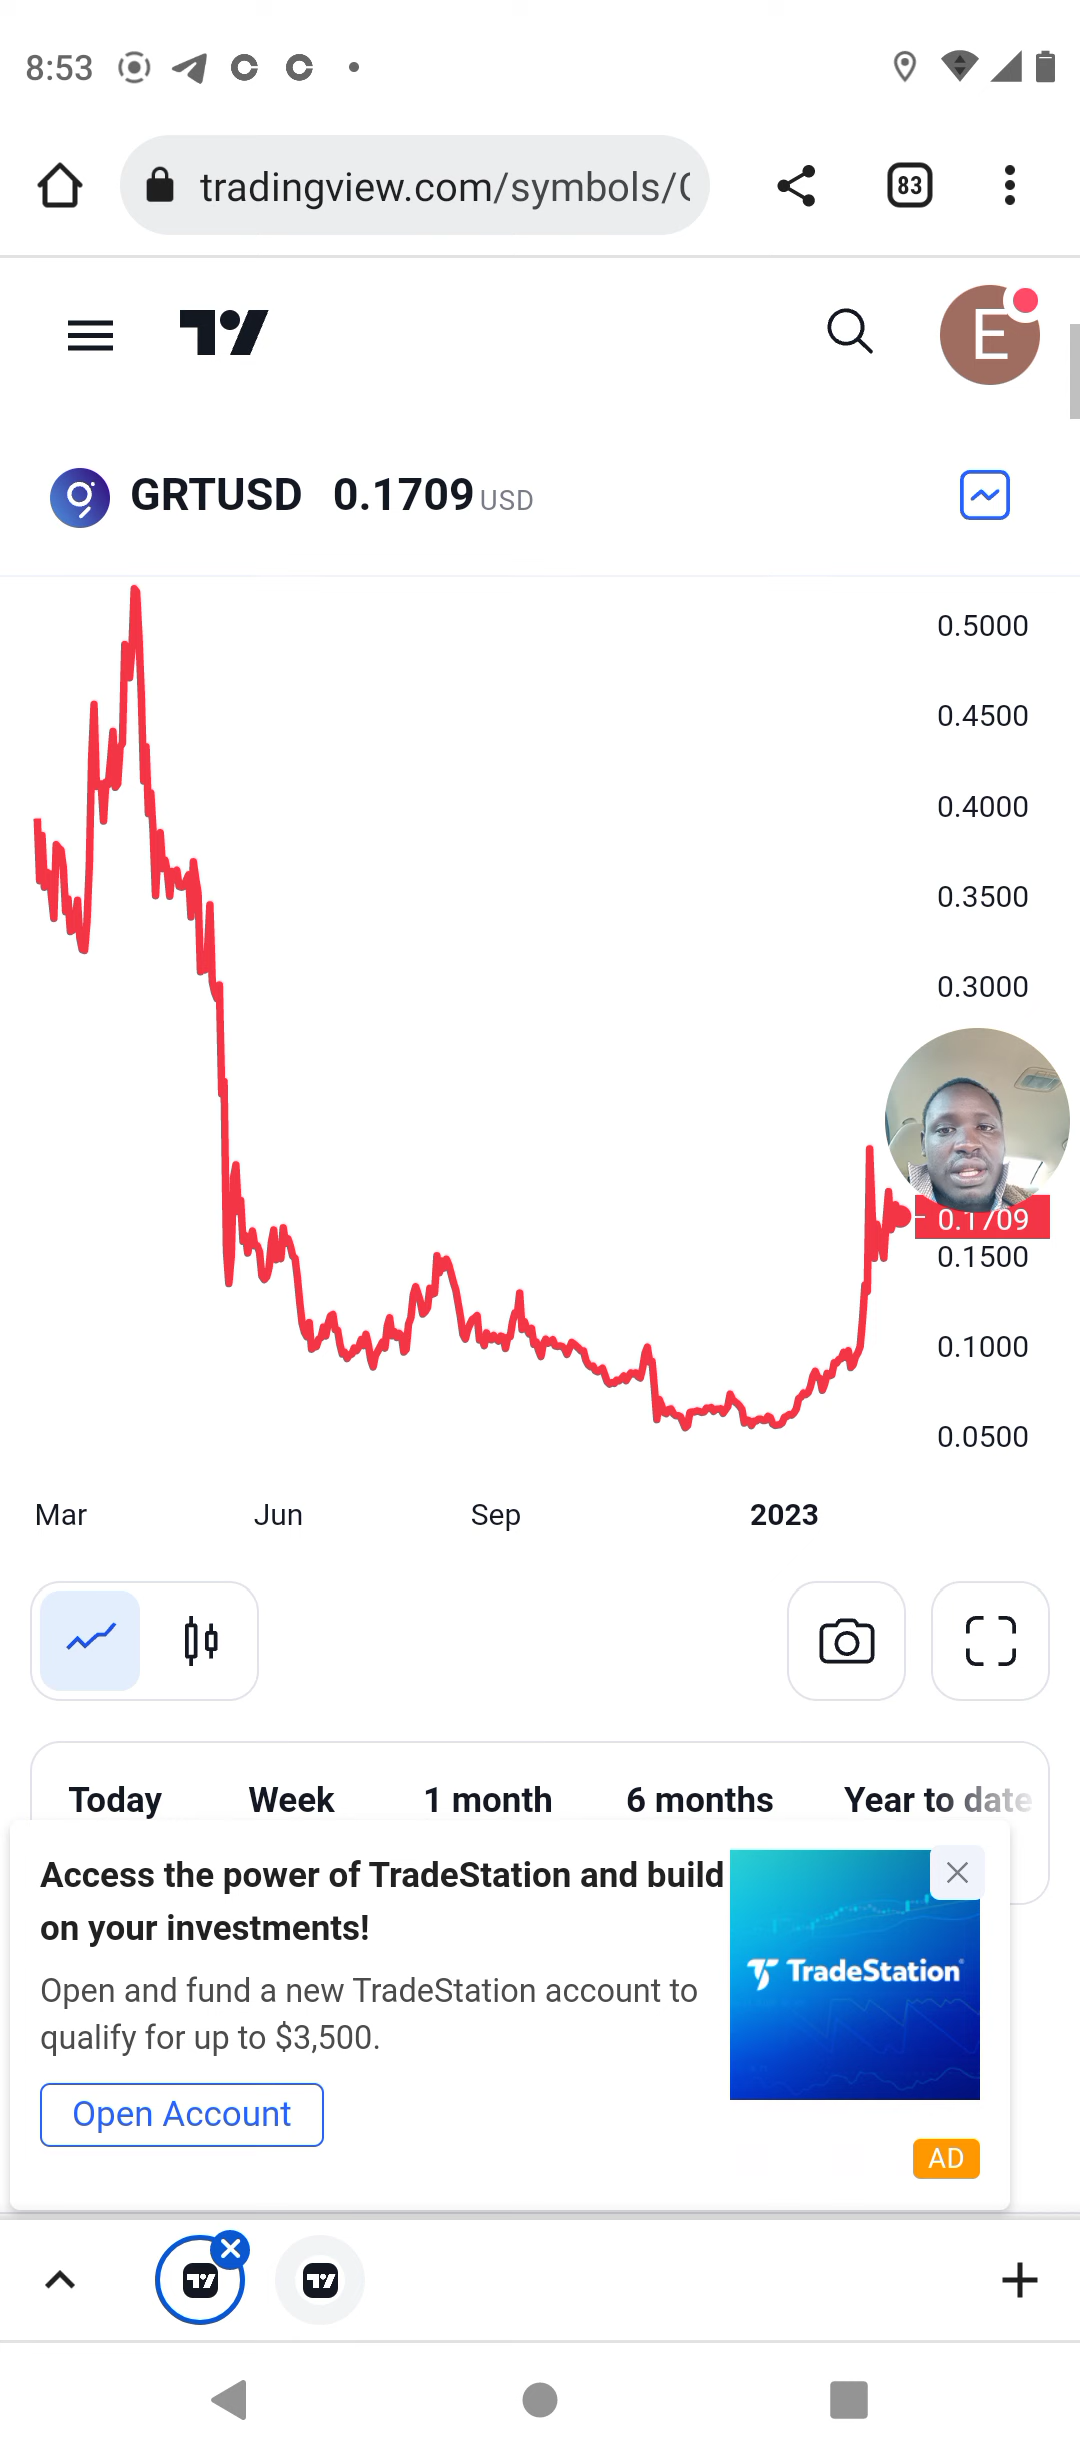 8:53
tradingview.com/symbols/
83
E
GRTUSD 0.1709 USD
0.5000
0.4500
0.4000
0.3500
0.3000
0.1709
0.1500
0.1000
0.0500
Mar Jun Sep 2023
Today Week 1 month 6 months Year to date
Access the power of TradeStation and build
on your investments!
Open and fund a new TradeStation account to
qualify for up to $3,500.
TradeStation
Open Account
AD